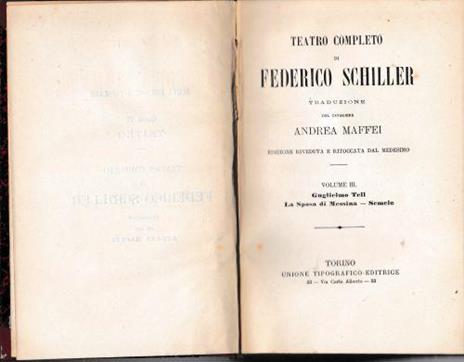 TEATRO COMPLETO
DI
FEDERICO SCHILLER
TRADUZIONE
DEL CAVALIERE
ANDREA MAFFEI
EDIZIONE RIVEDUTA E RITOCCATA DAL MEDESIMO
VOLUME III.
Guglielmo Tell
La Sposa di Messina — Semele
TORINO
UNIONE TIPOGRAFICO-EDITRICE
33 — Via Carlo Alberto — 33